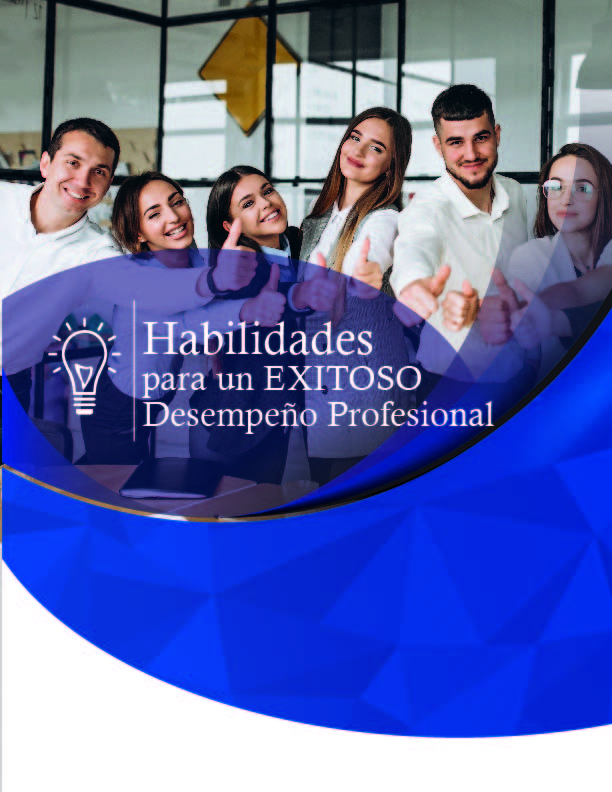 Habilidades
para un EXITOSO
Desempeño Profesional